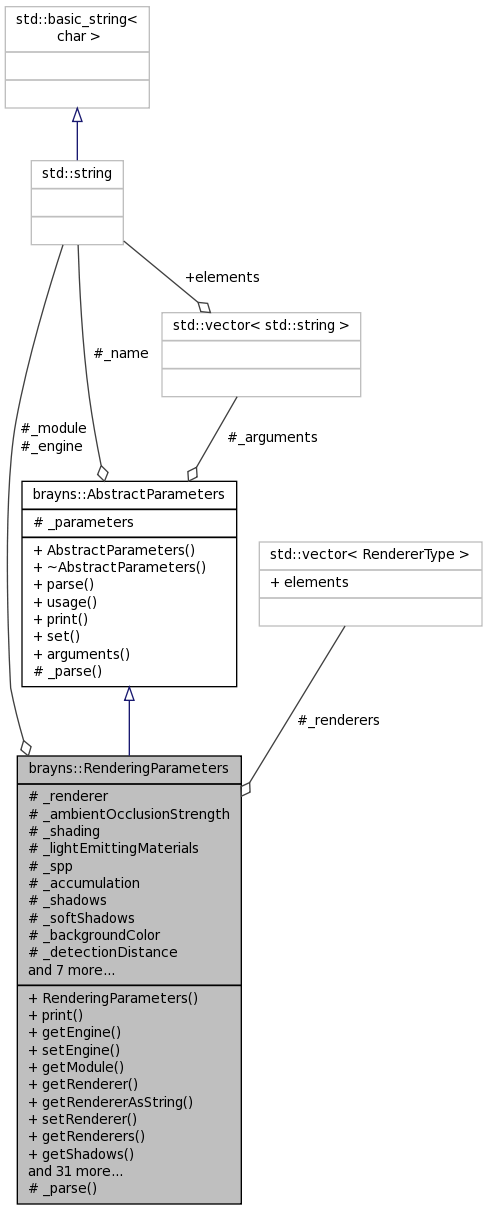 std::basic_string<
char >
std::string
+elements
std::vector< std::string >
#_name
#_module
#_engine
#_arguments
brayns::AbstractParameters
# _parameters
+ AbstractParameters()
+ ~AbstractParameters()
+ parse()
+ usage()
+ print()
+ set()
+ arguments()
# _parse()
std::vector< RendererType >
+ elements
#_renderers
brayns::RenderingParameters
# _renderer
# _ambientOcclusionStrength
# _shading
# _lightEmittingMaterials
# _spp
# _accumulation
# _shadows
# _softShadows
# _backgroundColor
# _detectionDistance
and 7 more...
+ RenderingParameters()
+ print()
+ getEngine()
+ setEngine()
+ getModule()
+ getRenderer()
+ getRendererAsString()
+ setRenderer()
+ getRenderers()
+ getShadows()
and 31 more...
# _parse()